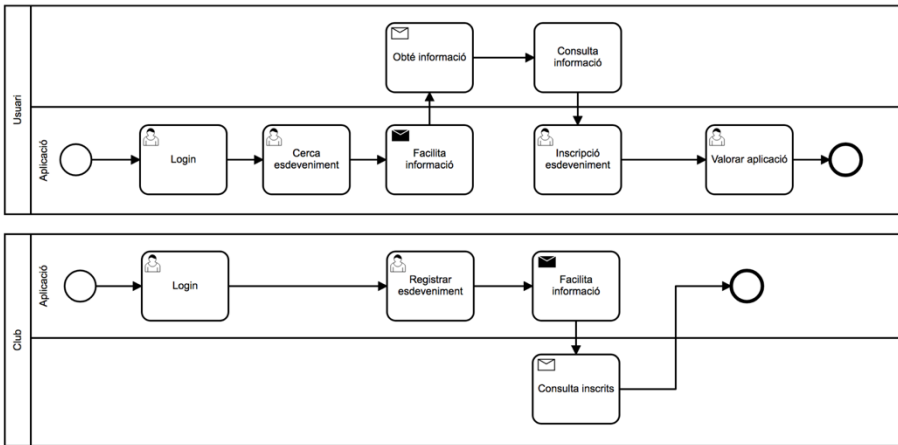 Usuari
Obté informació
Consulta
informació
Aplicació
Login
Cerca
esdeveniment
Facilita
informació
Inscripció
esdeveniment
Valorar aplicació
Club
Aplicació
Login
Registrar
esdeveniment
Facilita
informació
Consulta inscrits